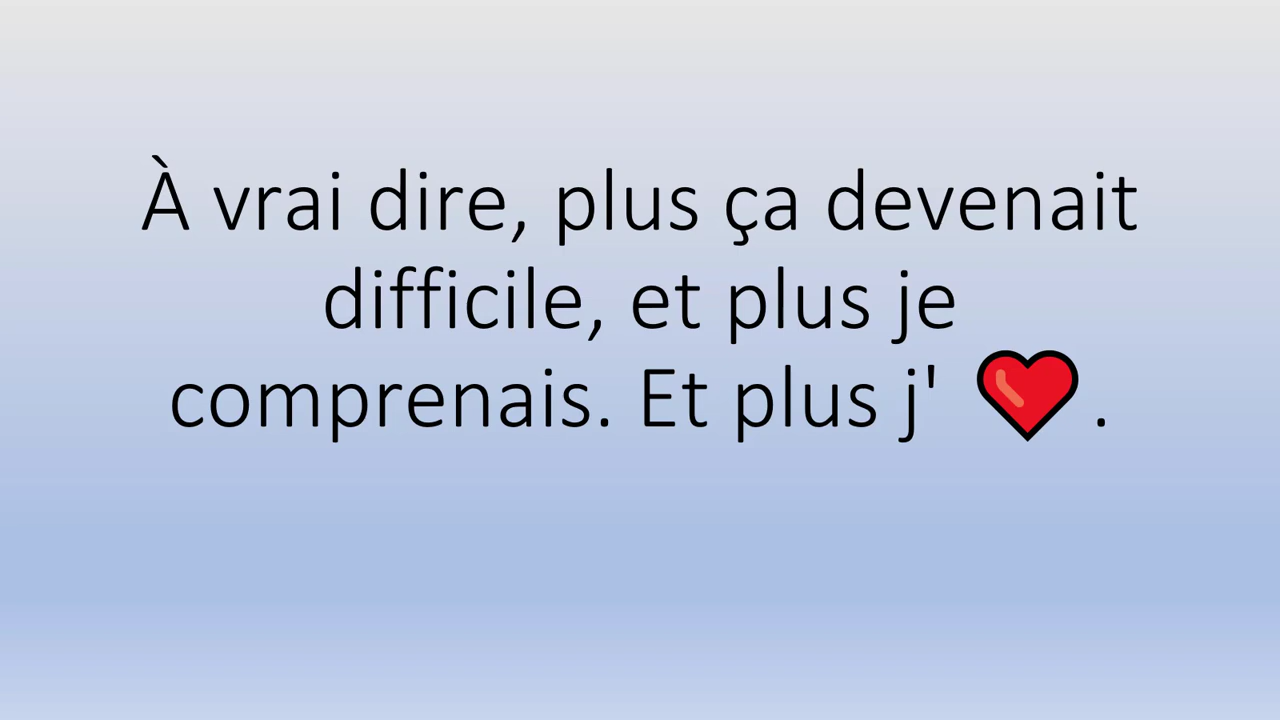 À vrai dire, plus ça devenait
difficile, et plus je
comprenais. Et plus j' ❤️.